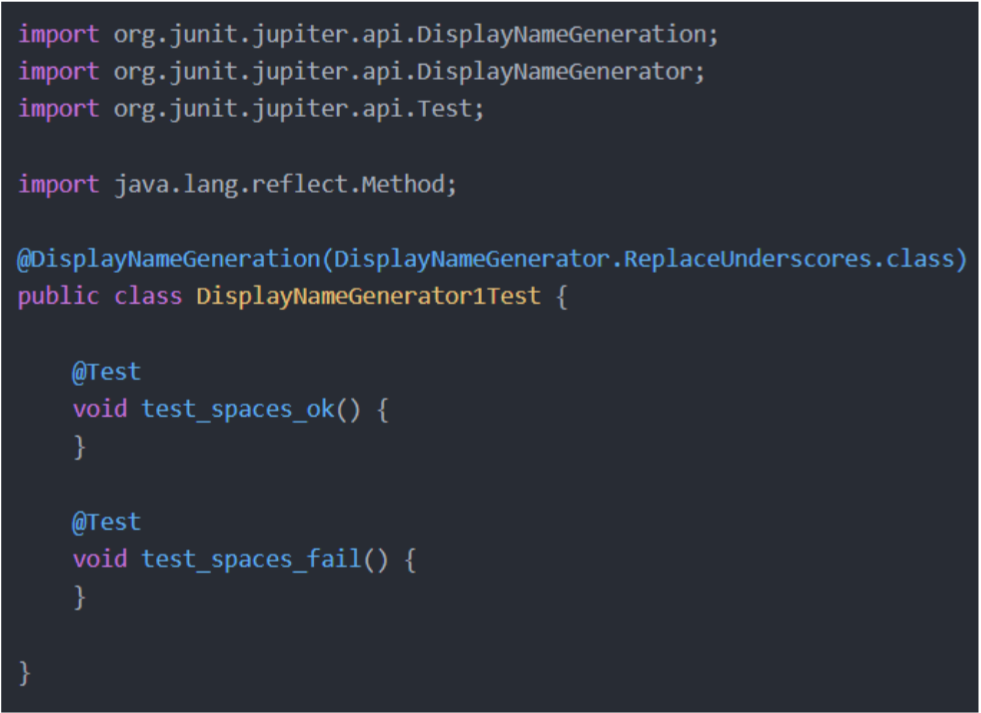 import org.junit.jupiter.api.DisplayNameGeneration;
import org.junit.jupiter.api.DisplayNameGenerator;
import org.junit.jupiter.api.Test;

import java.lang.reflect.Method;

@DisplayNameGeneration(DisplayNameGenerator.ReplaceUnderscores.class)
public class DisplayNameGenerator1Test {

    @Test
    void test_spaces_ok() {
    }

    @Test
    void test_spaces_fail() {
    }

}